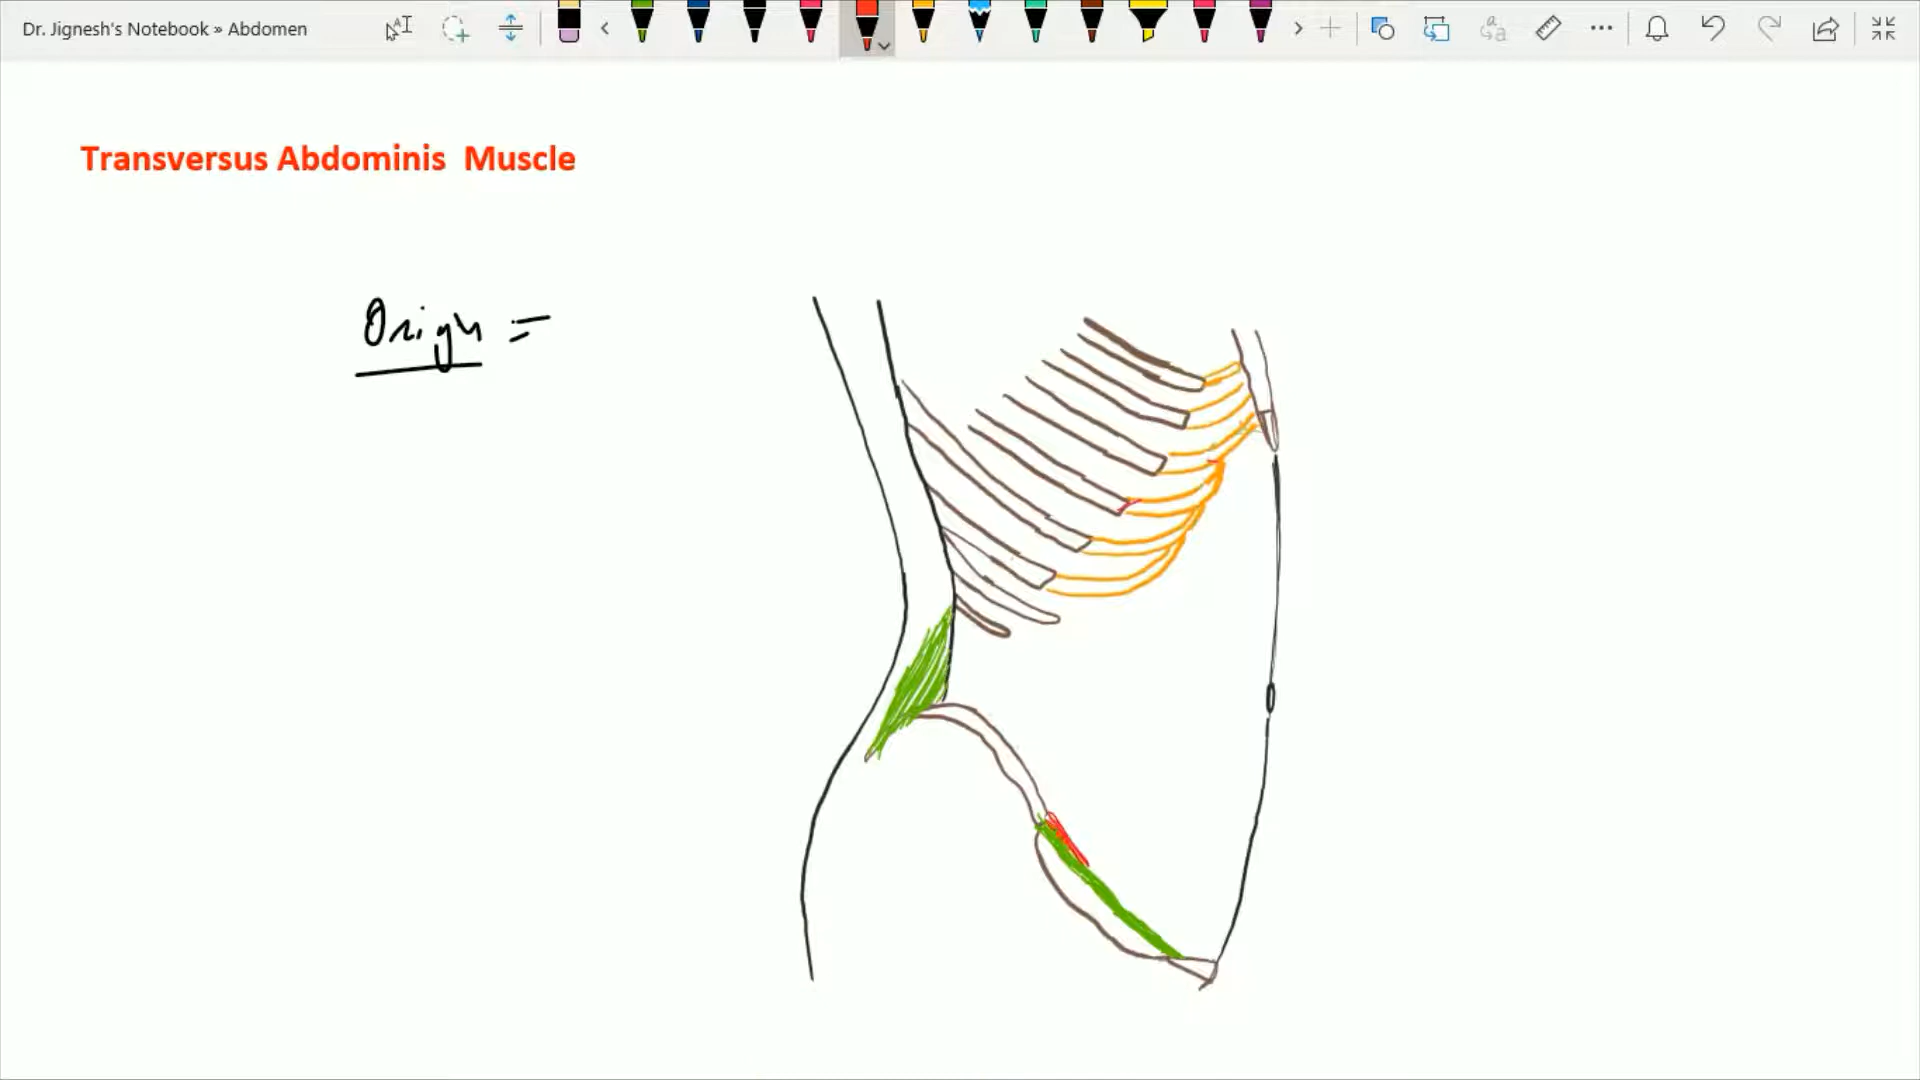 Dr. Jignesh's Notebook » Abdomen
Transversus Abdominis Muscle
Origin =